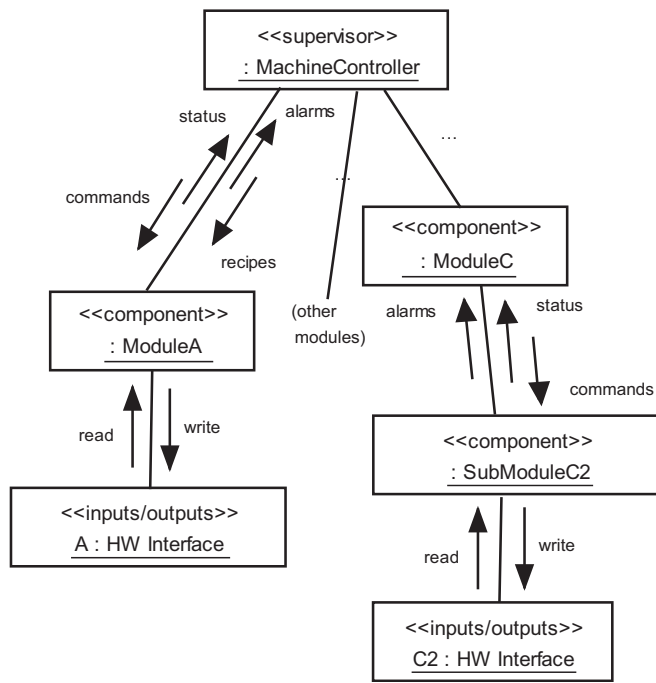 <<supervisor>>
: MachineController
status
alarms
commands
recipes
...
...
<<component>>
: ModuleC
(other
modules)
<<component>>
: ModuleA
alarms
status
commands
read
write
<<component>>
: SubModuleC2
<<inputs/outputs>>
A : HW Interface
read
write
<<inputs/outputs>>
C2 : HW Interface